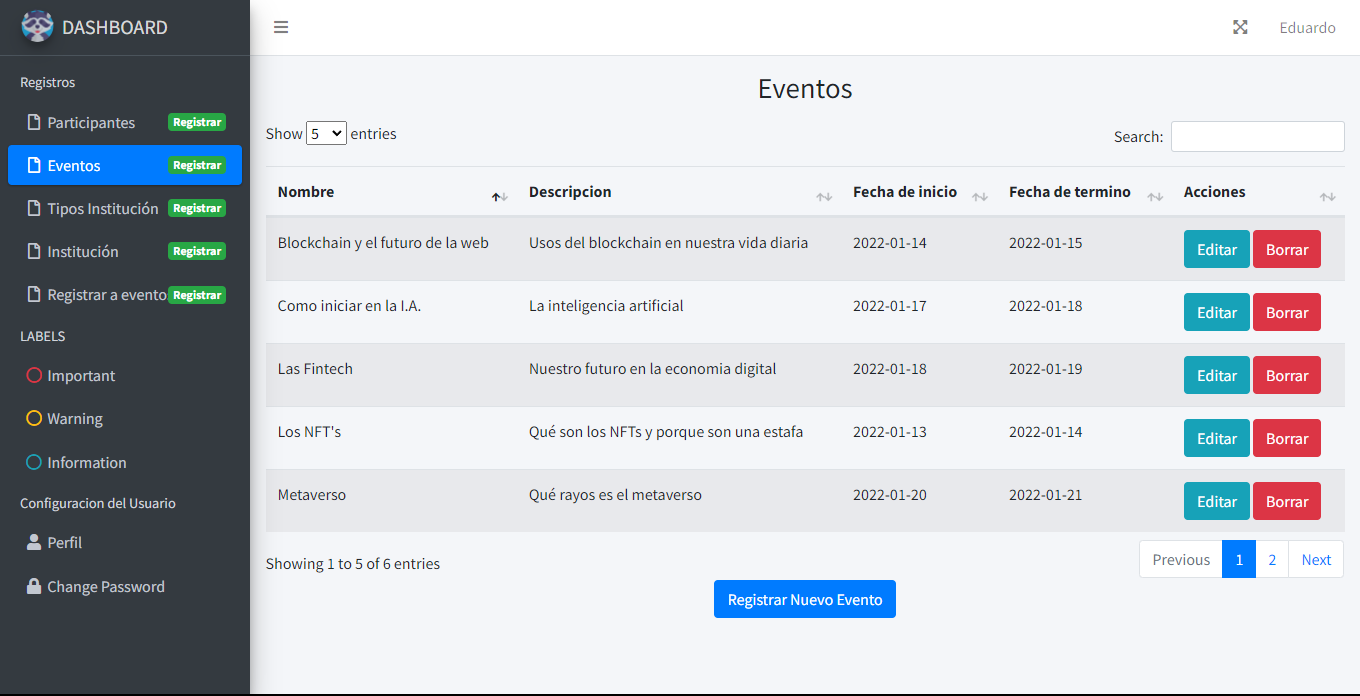 DASHBOARD
Eduardo
Registros
Participantes Registrar
Eventos Registrar
Tipos Institución Registrar
Institución Registrar
Registrar a evento Registrar
LABELS
Important
Warning
Information
Configuracion del Usuario
Perfil
Change Password
Eventos
Show 5 entries
Search:
Nombre Descripcion Fecha de inicio Fecha de termino Acciones
Blockchain y el futuro de la web Usos del blockchain en nuestra vida diaria 2022-01-14 2022-01-15 Editar Borrar
Como iniciar en la I.A. La inteligencia artificial 2022-01-17 2022-01-18 Editar Borrar
Las Fintech Nuestro futuro en la economia digital 2022-01-18 2022-01-19 Editar Borrar
Los NFT's Qué son los NFTs y porque son una estafa 2022-01-13 2022-01-14 Editar Borrar
Metaverso Qué rayos es el metaverso 2022-01-20 2022-01-21 Editar Borrar
Showing 1 to 5 of 6 entries
Previous 1 2 Next
Registrar Nuevo Evento